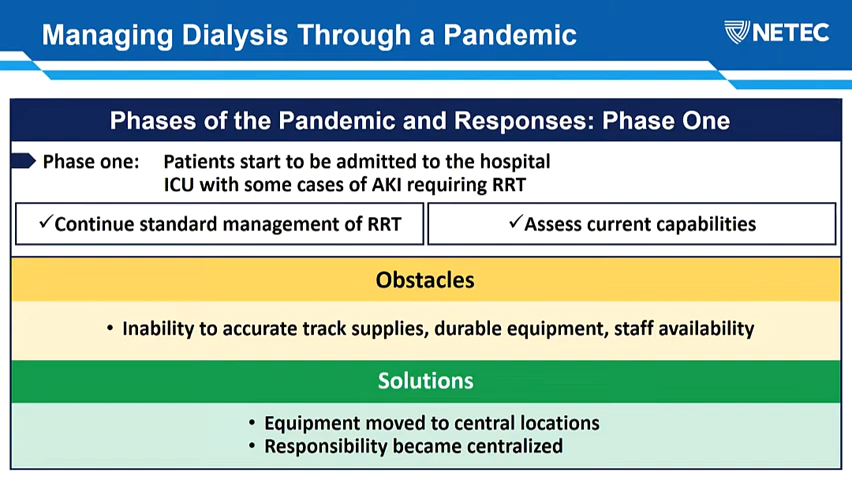 Managing Dialysis Through a Pandemic
NETEC
Phases of the Pandemic and Responses: Phase One
Phase one: Patients start to be admitted to the hospital
ICU with some cases of AKI requiring RRT
✓Continue standard management of RRT
✓Assess current capabilities
Obstacles
• Inability to accurate track supplies, durable equipment, staff availability
Solutions
• Equipment moved to central locations
• Responsibility became centralized